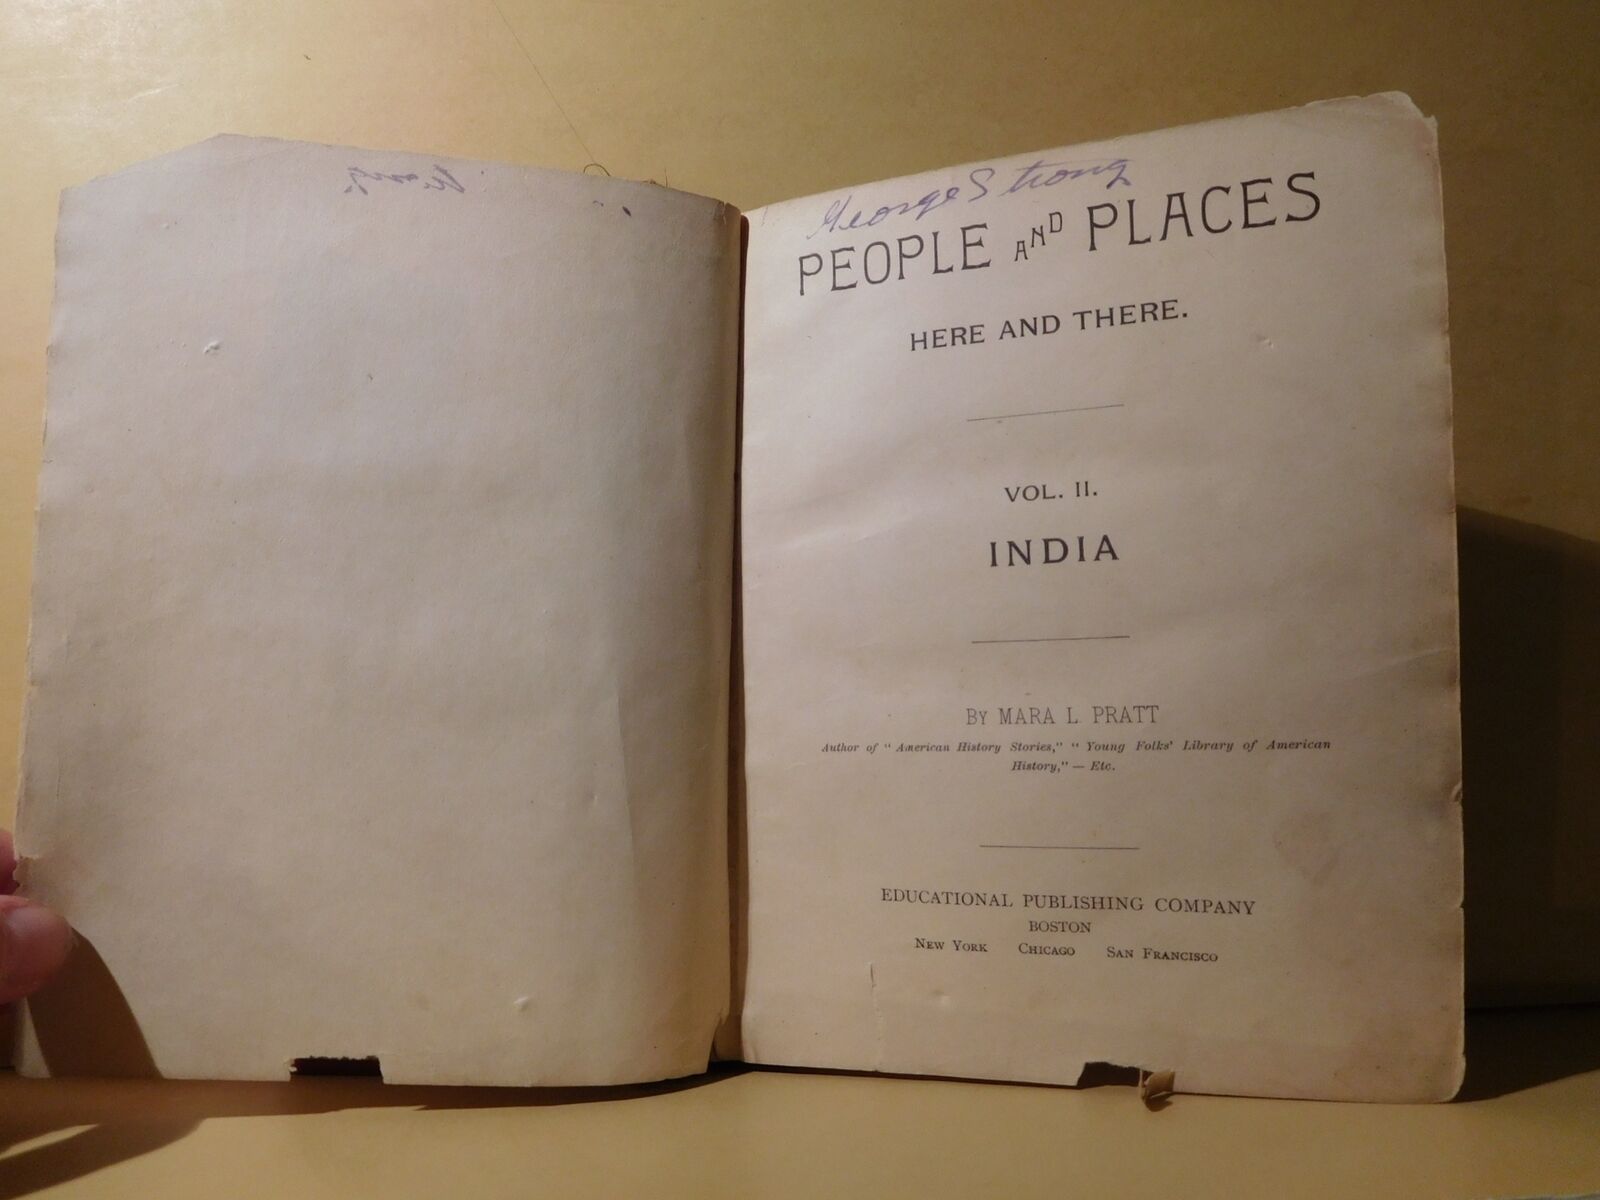 George Strong
PEOPLE AND PLACES
HERE AND THERE.
VOL. II.
INDIA
BY MARA L. PRATT
Author of "American History Stories," "Young Folks' Library of American
History," — Etc.
EDUCATIONAL PUBLISHING COMPANY
BOSTON
NEW YORK CHICAGO SAN FRANCISCO